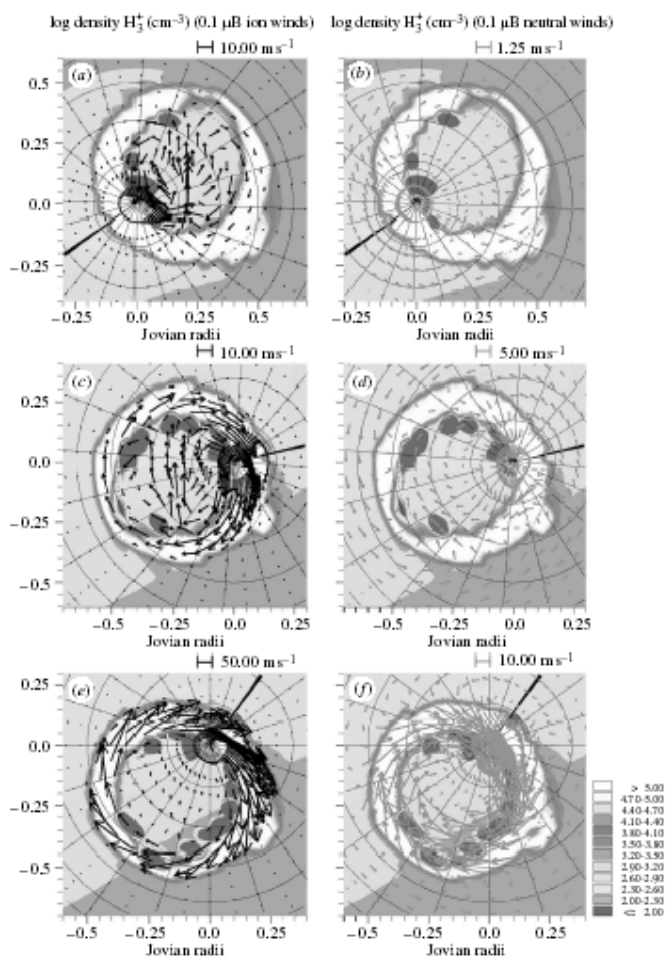 log density H₃⁺ (cm⁻³) (0.1 µB ion winds) log density H₃⁺ (cm⁻³) (0.1 µB neutral winds)
10.00 m s⁻¹ 1.25 m s⁻¹
(a) (b)
0.5
0.25
0.0
−0.25
−0.25 0.0 0.25 0.5 −0.25 0.0 0.25 0.5
Jovian radii Jovian radii
10.00 m s⁻¹ 5.00 m s⁻¹
(c) (d)
0.25
0.0
−0.25
−0.5
−0.5 −0.25 0.0 0.25 −0.5 −0.25 0.0 0.25
Jovian radii Jovian radii
50.00 m s⁻¹ 10.00 m s⁻¹
(e) (f)
0.25
0.0
−0.25
−0.5
−0.5 −0.25 0.0 0.25 −0.5 −0.25 0.0 0.25
Jovian radii Jovian radii
> 5.00
4.70-5.00
4.40-4.70
4.10-4.40
3.80-4.10
3.50-3.80
3.20-3.50
2.90-3.20
2.60-2.90
2.30-2.60
2.00-2.30
<= 2.00